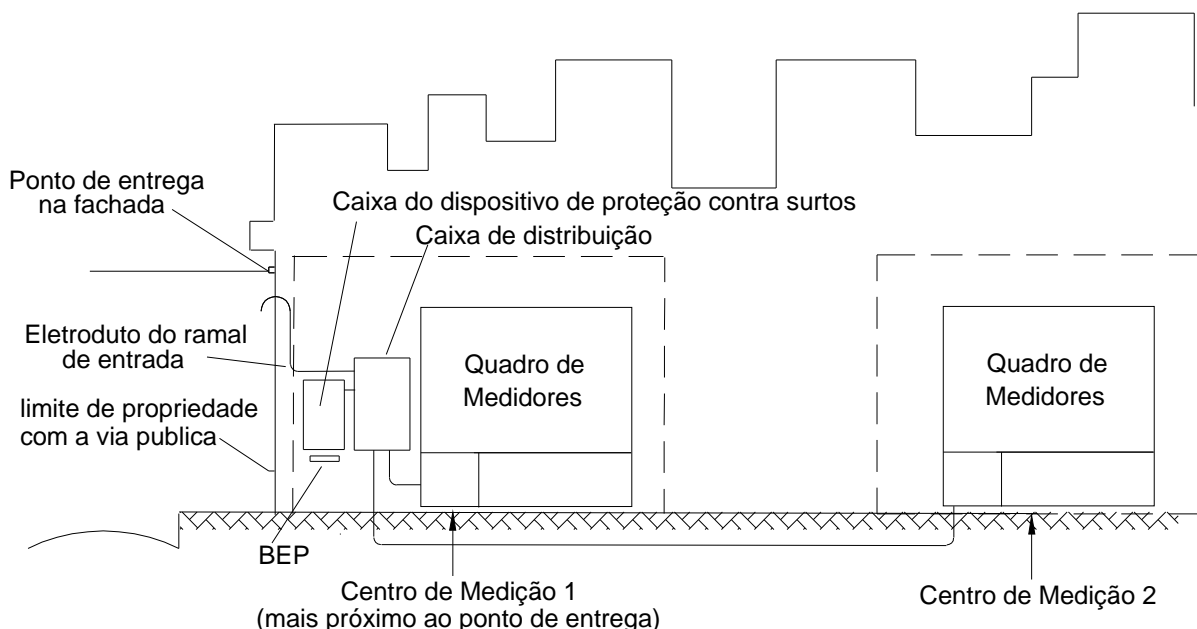 Ponto de entrega
na fachada
Caixa do dispositivo de proteção contra surtos
Caixa de distribuição
Eletroduto do ramal
de entrada
Quadro de
Medidores
Quadro de
Medidores
limite de propriedade
com a via publica
BEP
Centro de Medição 1
(mais próximo ao ponto de entrega)
Centro de Medição 2